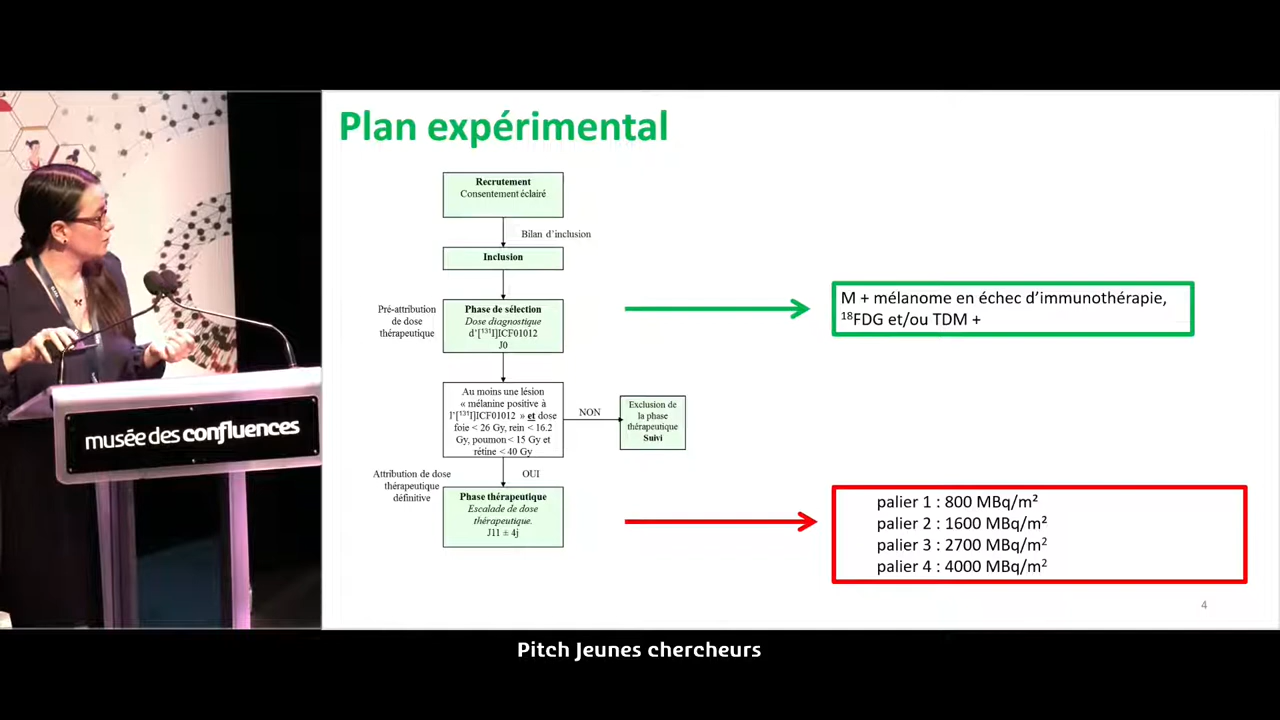 Plan expérimental
Recrutement
Consentement éclairé
Bilan d'inclusion
Inclusion
Pré-attribution
de dose
thérapeutique
Phase de sélection
Dose diagnostique
d'[¹³¹I]ICF01012
J0
M + mélanome en échec d'immunothérapie,
¹⁸FDG et/ou TDM +
Au moins une lésion
« mélanine positive à
l'[¹³¹I]ICF01012 » et dose
foie < 26 Gy, rein < 16.2
Gy, poumon < 15 Gy et
rétine < 40 Gy
NON
Exclusion de
la phase
thérapeutique
Suivi
Attribution de dose
thérapeutique
définitive
OUI
Phase thérapeutique
Escalade de dose
thérapeutique.
J11 ± 4j
palier 1 : 800 MBq/m²
palier 2 : 1600 MBq/m²
palier 3 : 2700 MBq/m²
palier 4 : 4000 MBq/m²
4
musée des confluences
Pitch Jeunes chercheurs